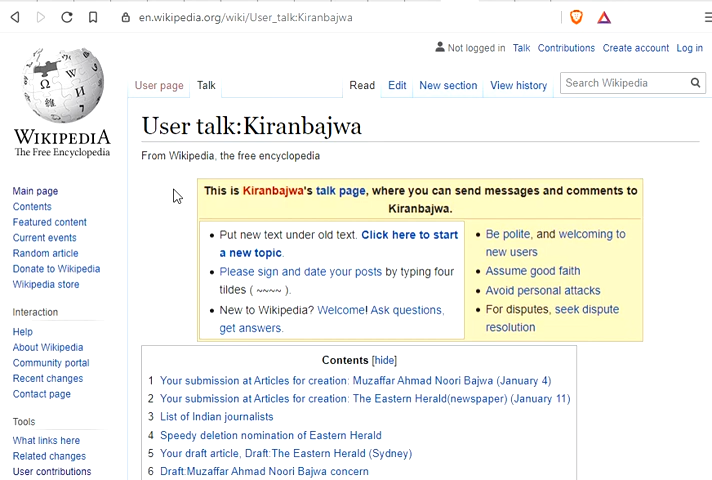 en.wikipedia.org/wiki/User_talk:Kiranbajwa
Not logged in Talk Contributions Create account Log in
User page Talk Read Edit New section View history Search Wikipedia
WIKIPEDIA
The Free Encyclopedia
User talk:Kiranbajwa
From Wikipedia, the free encyclopedia
Main page
Contents
Featured content
Current events
Random article
Donate to Wikipedia
Wikipedia store
Interaction
Help
About Wikipedia
Community portal
Recent changes
Contact page
Tools
What links here
Related changes
User contributions
This is Kiranbajwa's talk page, where you can send messages and comments to
Kiranbajwa.
• Put new text under old text. Click here to start
a new topic.
• Please sign and date your posts by typing four
tildes ( ~~~~ ).
• New to Wikipedia? Welcome! Ask questions,
get answers.
• Be polite, and welcoming to
new users
• Assume good faith
• Avoid personal attacks
• For disputes, seek dispute
resolution
Contents [hide]
1 Your submission at Articles for creation: Muzaffar Ahmad Noori Bajwa (January 4)
2 Your submission at Articles for creation: The Eastern Herald(newspaper) (January 11)
3 List of Indian journalists
4 Speedy deletion nomination of Eastern Herald
5 Your draft article, Draft:The Eastern Herald (Sydney)
6 Draft:Muzaffar Ahmad Noori Bajwa concern